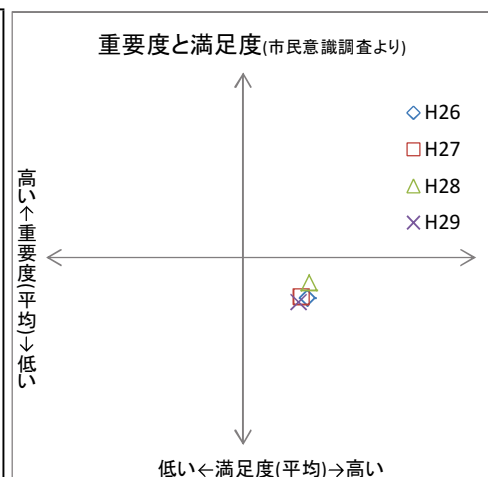 重要度と満足度(市民意識調査より)
H26
H27
H28
H29
高い↑重要度(平均)↓低い
低い←満足度(平均)→高い